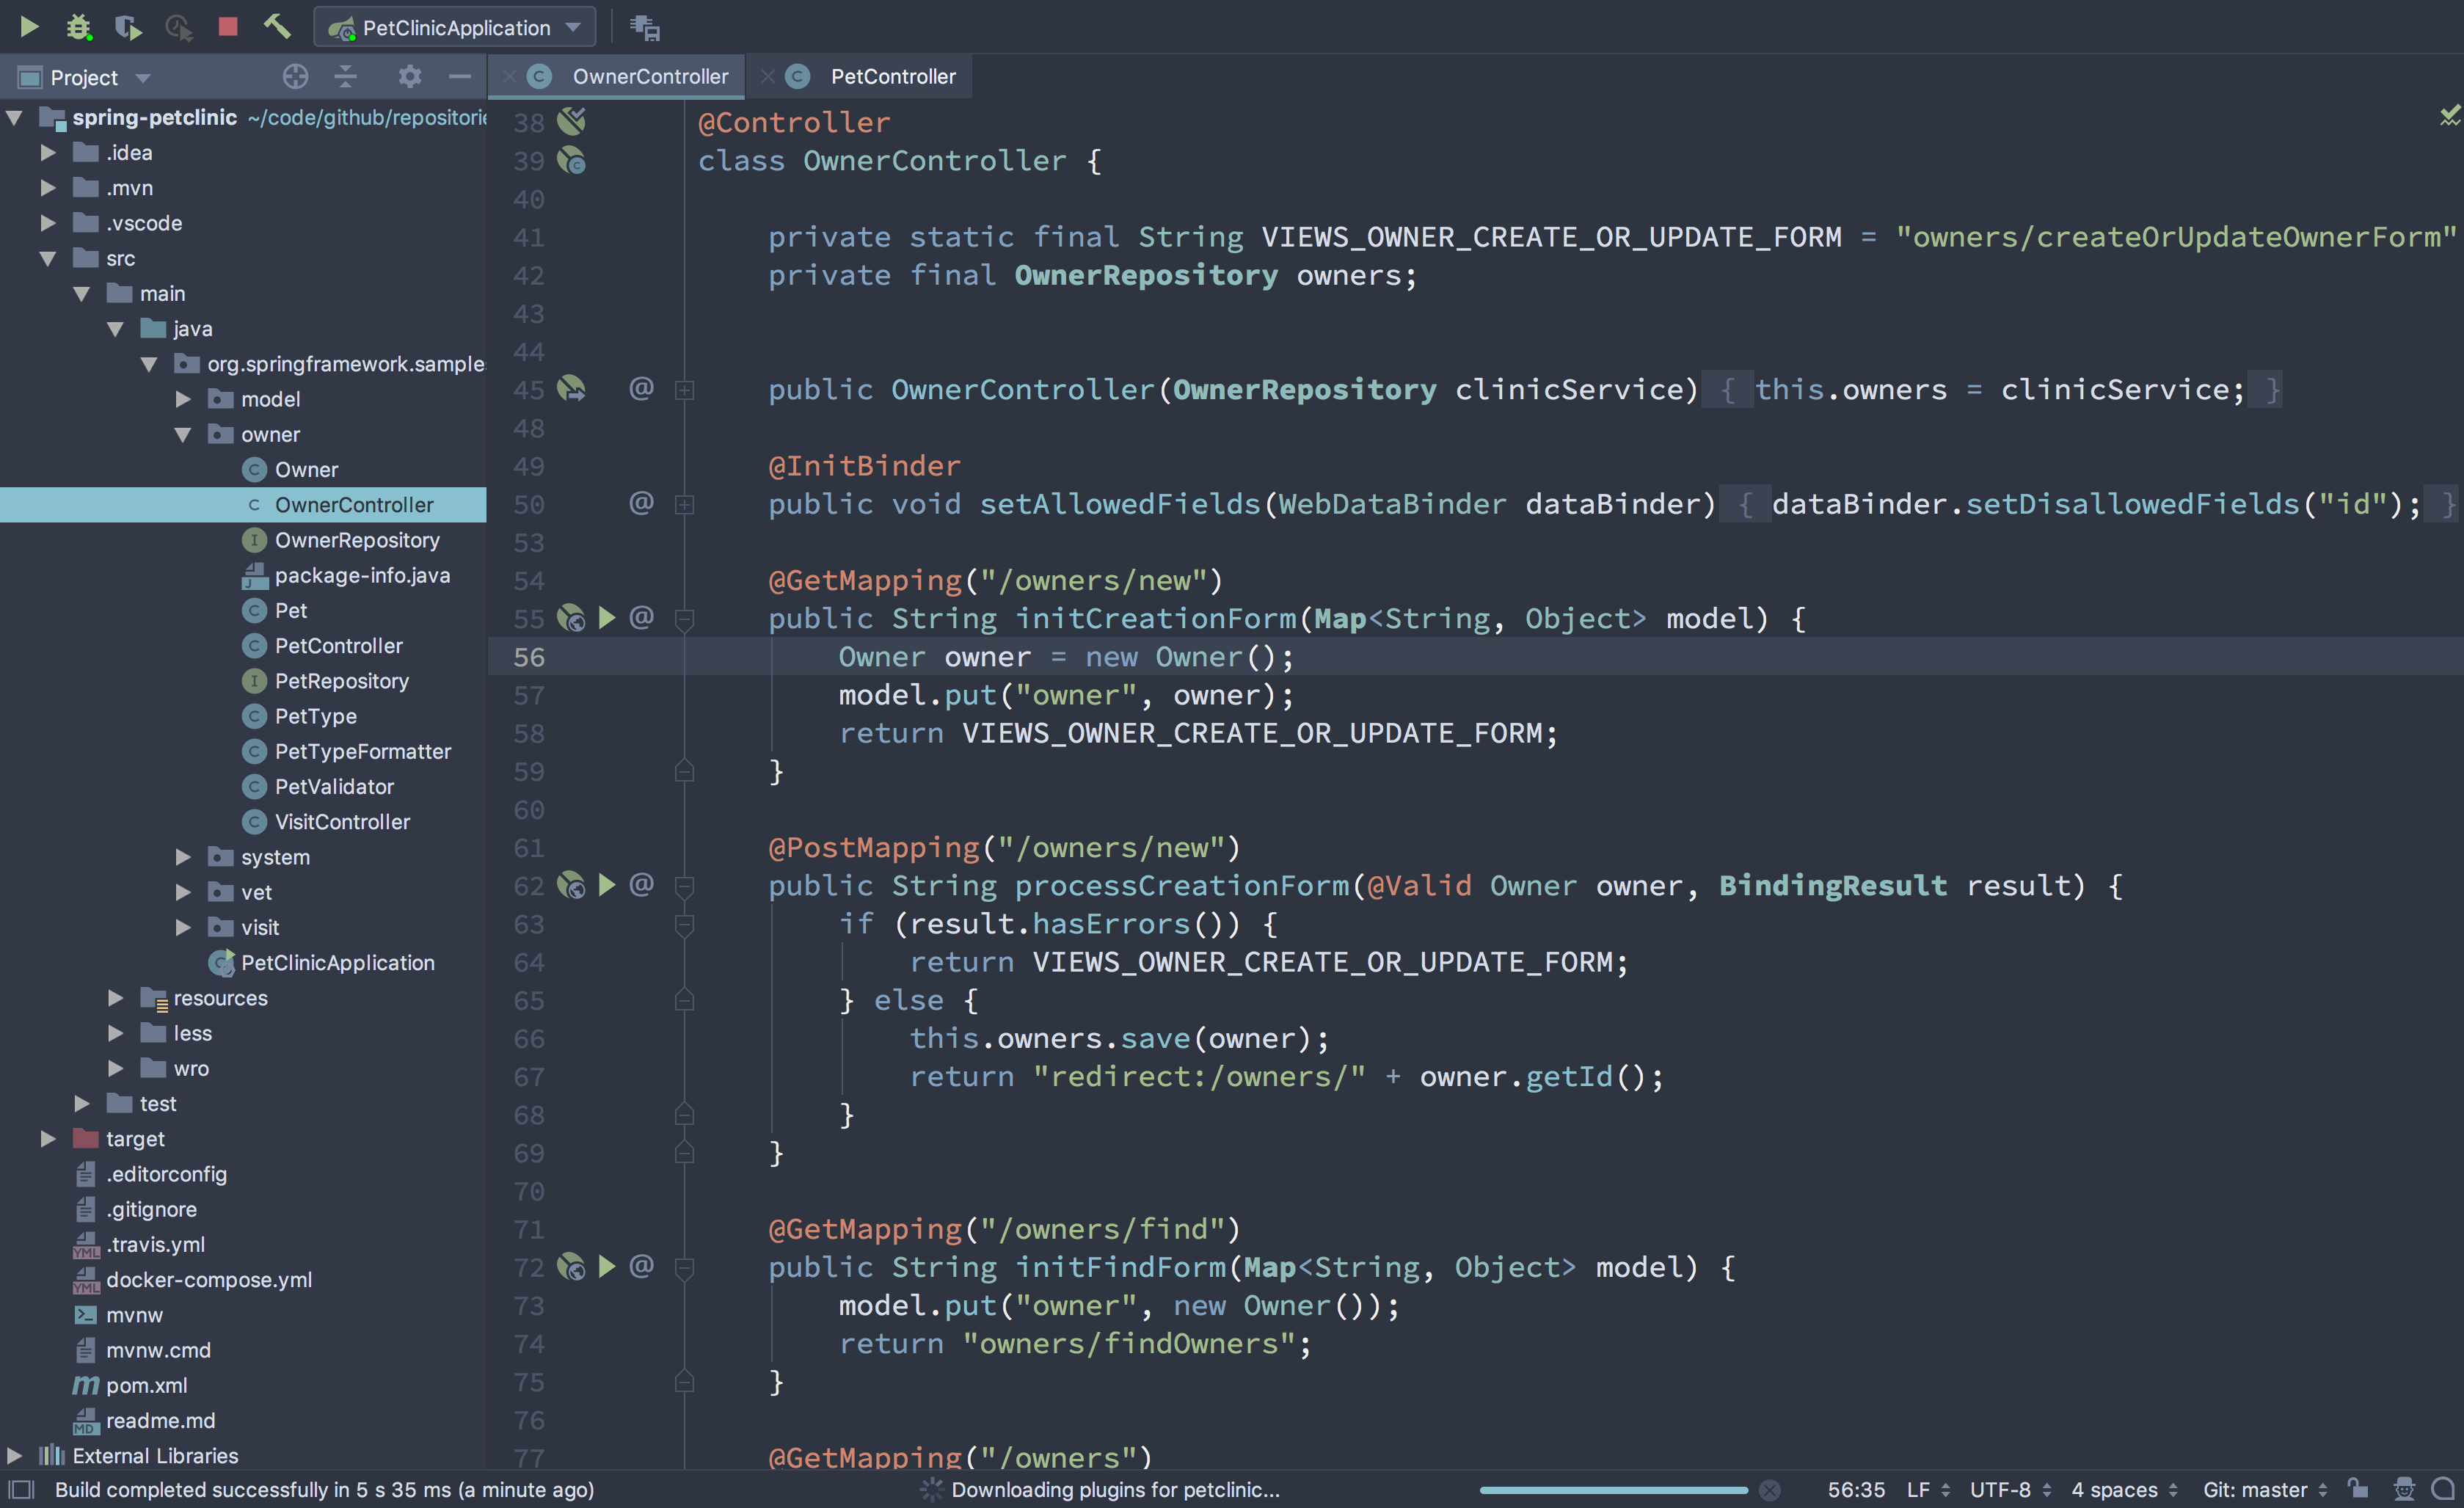 PetClinicApplication
Project
OwnerController
PetController
spring-petclinic ~/code/github/repositorie
.idea
.mvn
.vscode
src
main
java
org.springframework.sample
model
owner
Owner
OwnerController
OwnerRepository
package-info.java
Pet
PetController
PetRepository
PetType
PetTypeFormatter
PetValidator
VisitController
system
vet
visit
PetClinicApplication
resources
less
wro
test
target
.editorconfig
.gitignore
.travis.yml
docker-compose.yml
mvnw
mvnw.cmd
pom.xml
readme.md
External Libraries
38 @Controller
39 class OwnerController {
40
41 private static final String VIEWS_OWNER_CREATE_OR_UPDATE_FORM = "owners/createOrUpdateOwnerForm"
42 private final OwnerRepository owners;
43
44
45 @ public OwnerController(OwnerRepository clinicService) { this.owners = clinicService; }
48
49 @InitBinder
50 @ public void setAllowedFields(WebDataBinder dataBinder) { dataBinder.setDisallowedFields("id"); }
53
54 @GetMapping("/owners/new")
55 @ public String initCreationForm(Map<String, Object> model) {
56 Owner owner = new Owner();
57 model.put("owner", owner);
58 return VIEWS_OWNER_CREATE_OR_UPDATE_FORM;
59 }
60
61 @PostMapping("/owners/new")
62 @ public String processCreationForm(@Valid Owner owner, BindingResult result) {
63 if (result.hasErrors()) {
64 return VIEWS_OWNER_CREATE_OR_UPDATE_FORM;
65 } else {
66 this.owners.save(owner);
67 return "redirect:/owners/" + owner.getId();
68 }
69 }
70
71 @GetMapping("/owners/find")
72 @ public String initFindForm(Map<String, Object> model) {
73 model.put("owner", new Owner());
74 return "owners/findOwners";
75 }
76
77 @GetMapping("/owners")
Build completed successfully in 5 s 35 ms (a minute ago)
Downloading plugins for petclinic...
56:35 LF UTF-8 4 spaces Git: master